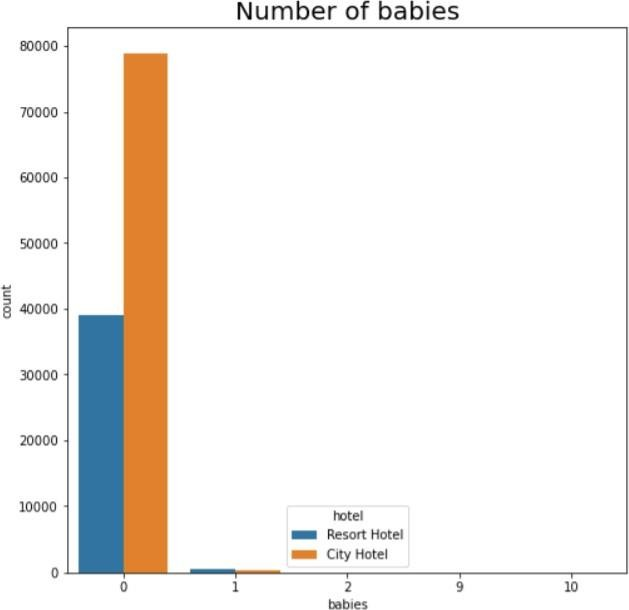 Number of babies
80000
70000
60000
50000
40000
30000
20000
10000
0
count
hotel
Resort Hotel
City Hotel
0 1 2 9 10
babies